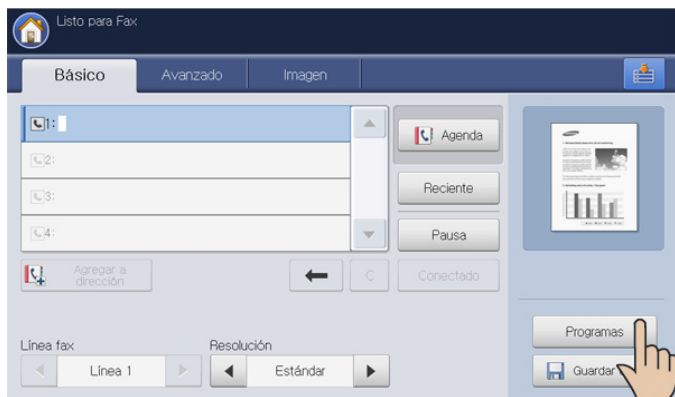 Listo para Fax
Básico
Avanzado
Imagen
1:
2:
3:
4:
Agenda
Reciente
Pausa
Agregar a
dirección
C
Conectado
Línea fax
Línea 1
Resolución
Estándar
Programas
Guardar